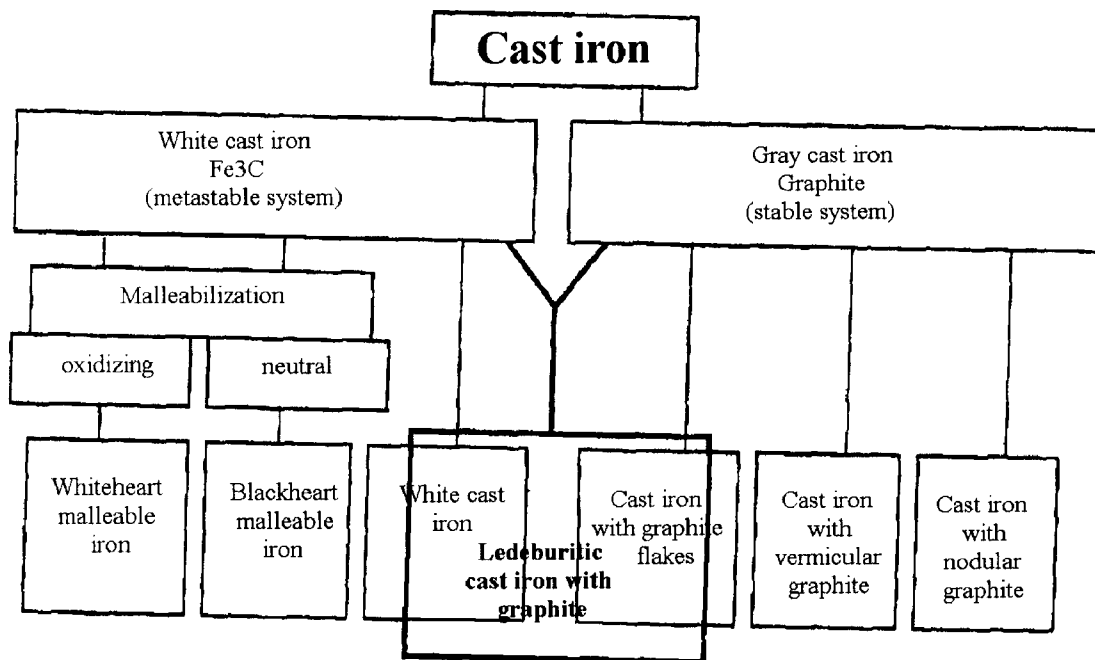 Cast iron
White cast iron
Fe3C
(metastable system)
Gray cast iron
Graphite
(stable system)
Malleabilization
oxidizing
neutral
Whiteheart
malleable
iron
Blackheart
malleable
iron
White cast
iron
Ledeburitic
cast iron with
graphite
Cast iron
with graphite
flakes
Cast iron
with
vermicular
graphite
Cast iron
with
nodular
graphite